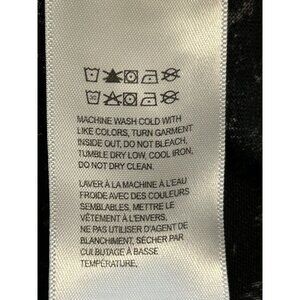 MACHINE WASH COLD WITH
LIKE COLORS, TURN GARMENT
INSIDE OUT, DO NOT BLEACH,
TUMBLE DRY LOW, COOL IRON,
DO NOT DRY CLEAN.
LAVER À LA MACHINE À L'EAU
FROIDE AVEC DES COULEURS
SEMBLABLES, METTRE LE
VÊTEMENT À L'ENVERS,
NE PAS UTILISER D'AGENT DE
BLANCHIMENT, SÉCHER PAR
CULBUTAGE À BASSE
TEMPÉRATURE,